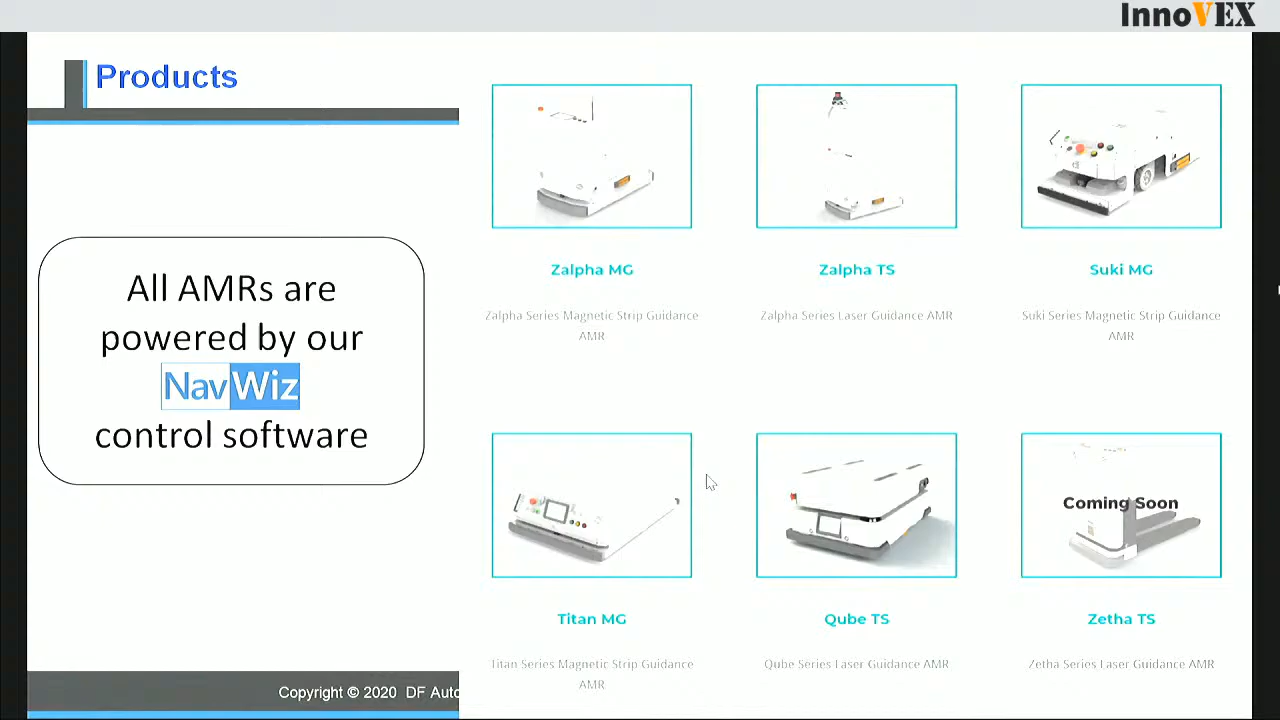 InnoVEX
Products
All AMRs are
powered by our
NavWiz
control software
Zalpha MG
Zalpha Series Magnetic Strip Guidance
AMR
Zalpha TS
Zalpha Series Laser Guidance AMR
Suki MG
Suki Series Magnetic Strip Guidance
AMR
Titan MG
Titan Series Magnetic Strip Guidance
AMR
Qube TS
Qube Series Laser Guidance AMR
Coming Soon
Zetha TS
Zetha Series Laser Guidance AMR
Copyright © 2020 DF Auto